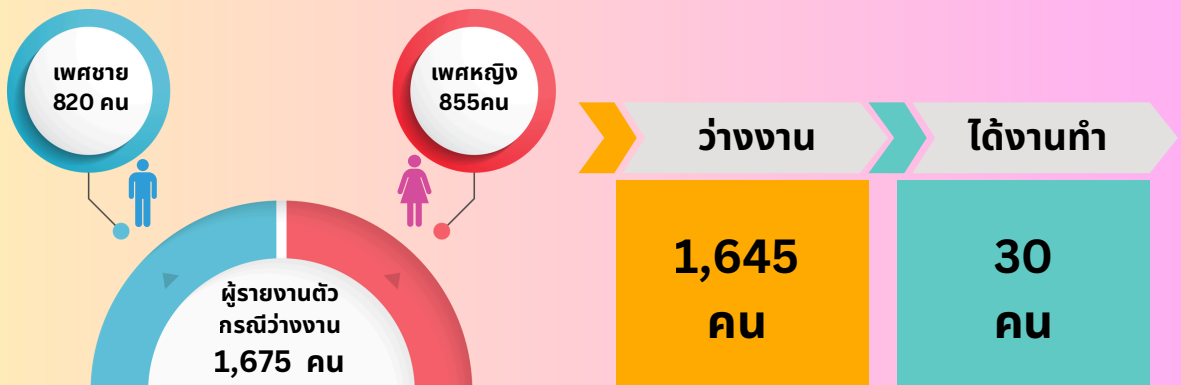 เพศชาย
820 คน
เพศหญิง
855คน
ผู้รายงานตัว
กรณีว่างงาน
1,675 คน
ว่างงาน
ได้งานทำ
1,645
คน
30
คน